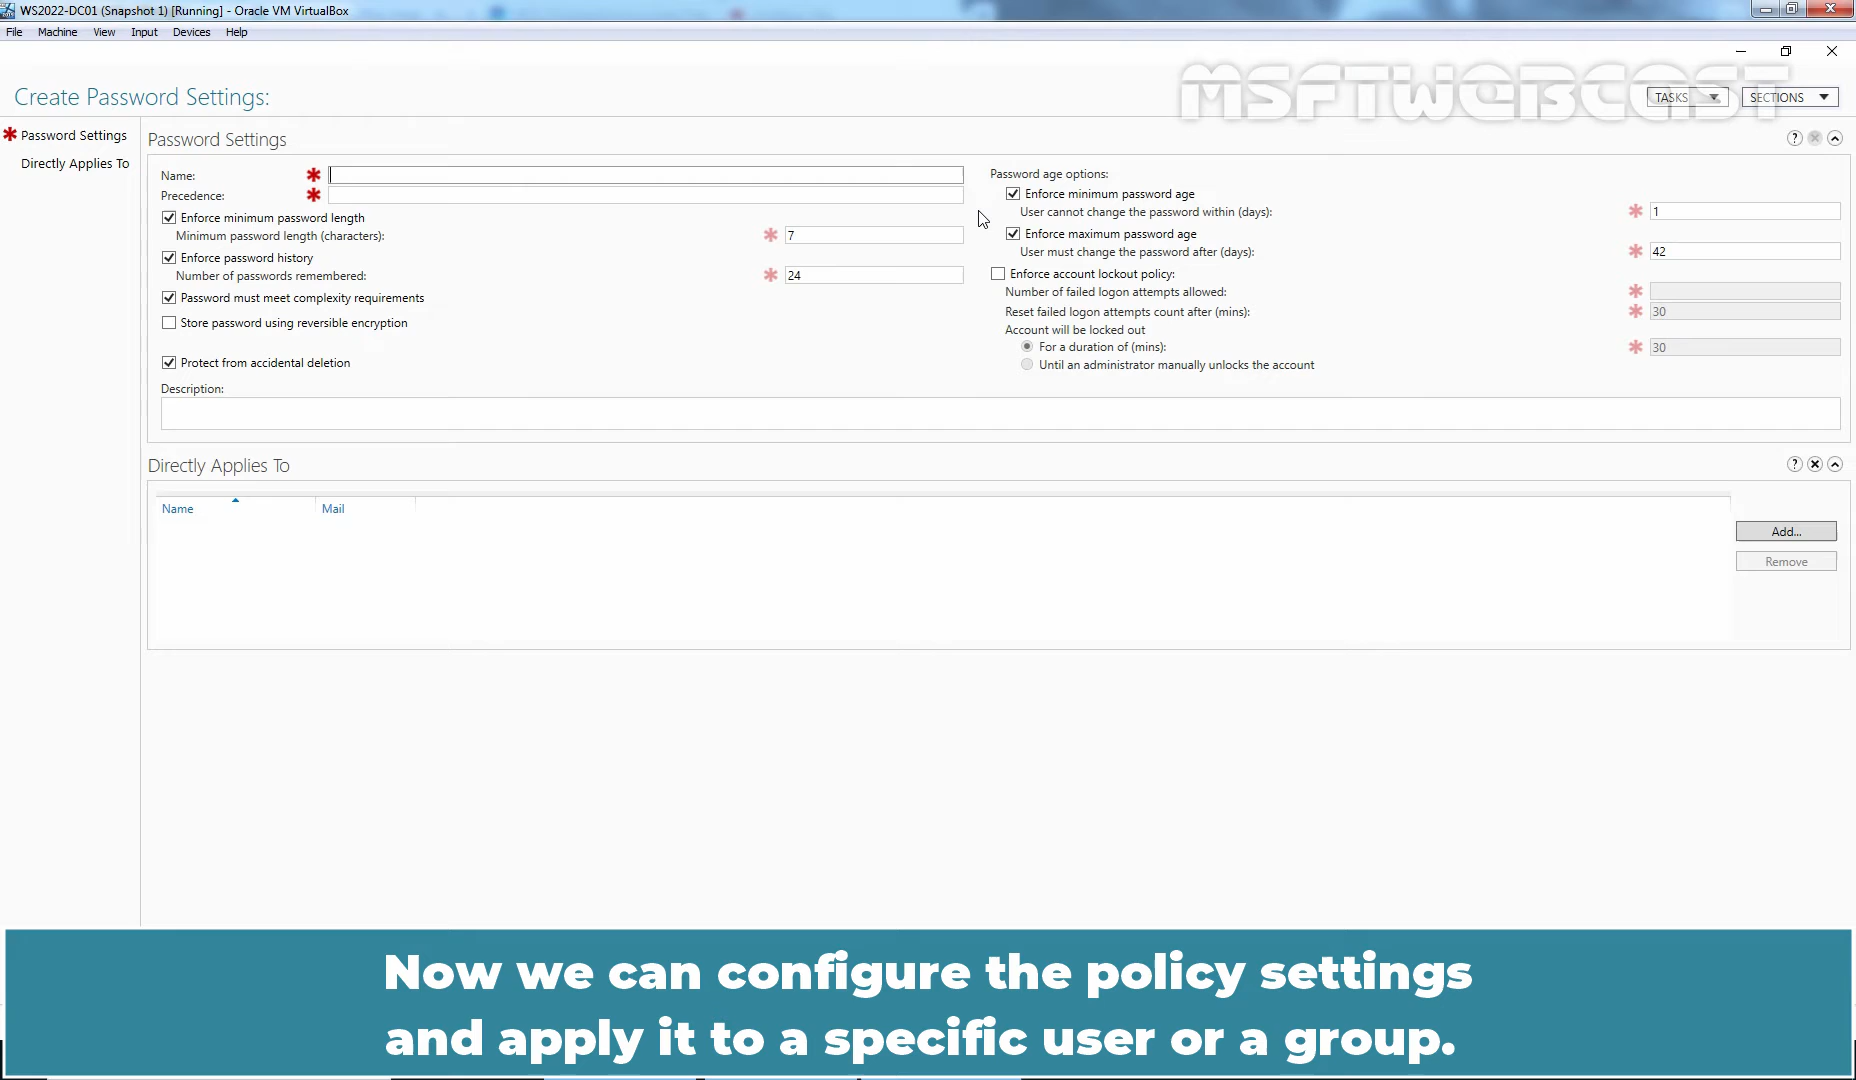 WS2022-DC01 (Snapshot 1) [Running] - Oracle VM VirtualBox
File Machine View Input Devices Help
MSFTWEBCAST
Create Password Settings:
TASKS SECTIONS
Password Settings
Directly Applies To
Password Settings
Name:
Precedence:
Enforce minimum password length
Minimum password length (characters): 7
Enforce password history
Number of passwords remembered: 24
Password must meet complexity requirements
Store password using reversible encryption
Protect from accidental deletion
Password age options:
Enforce minimum password age
User cannot change the password within (days): 1
Enforce maximum password age
User must change the password after (days): 42
Enforce account lockout policy:
Number of failed logon attempts allowed:
Reset failed logon attempts count after (mins): 30
Account will be locked out
For a duration of (mins): 30
Until an administrator manually unlocks the account
Description:
Directly Applies To
Name Mail
Add...
Remove
Now we can configure the policy settings
and apply it to a specific user or a group.